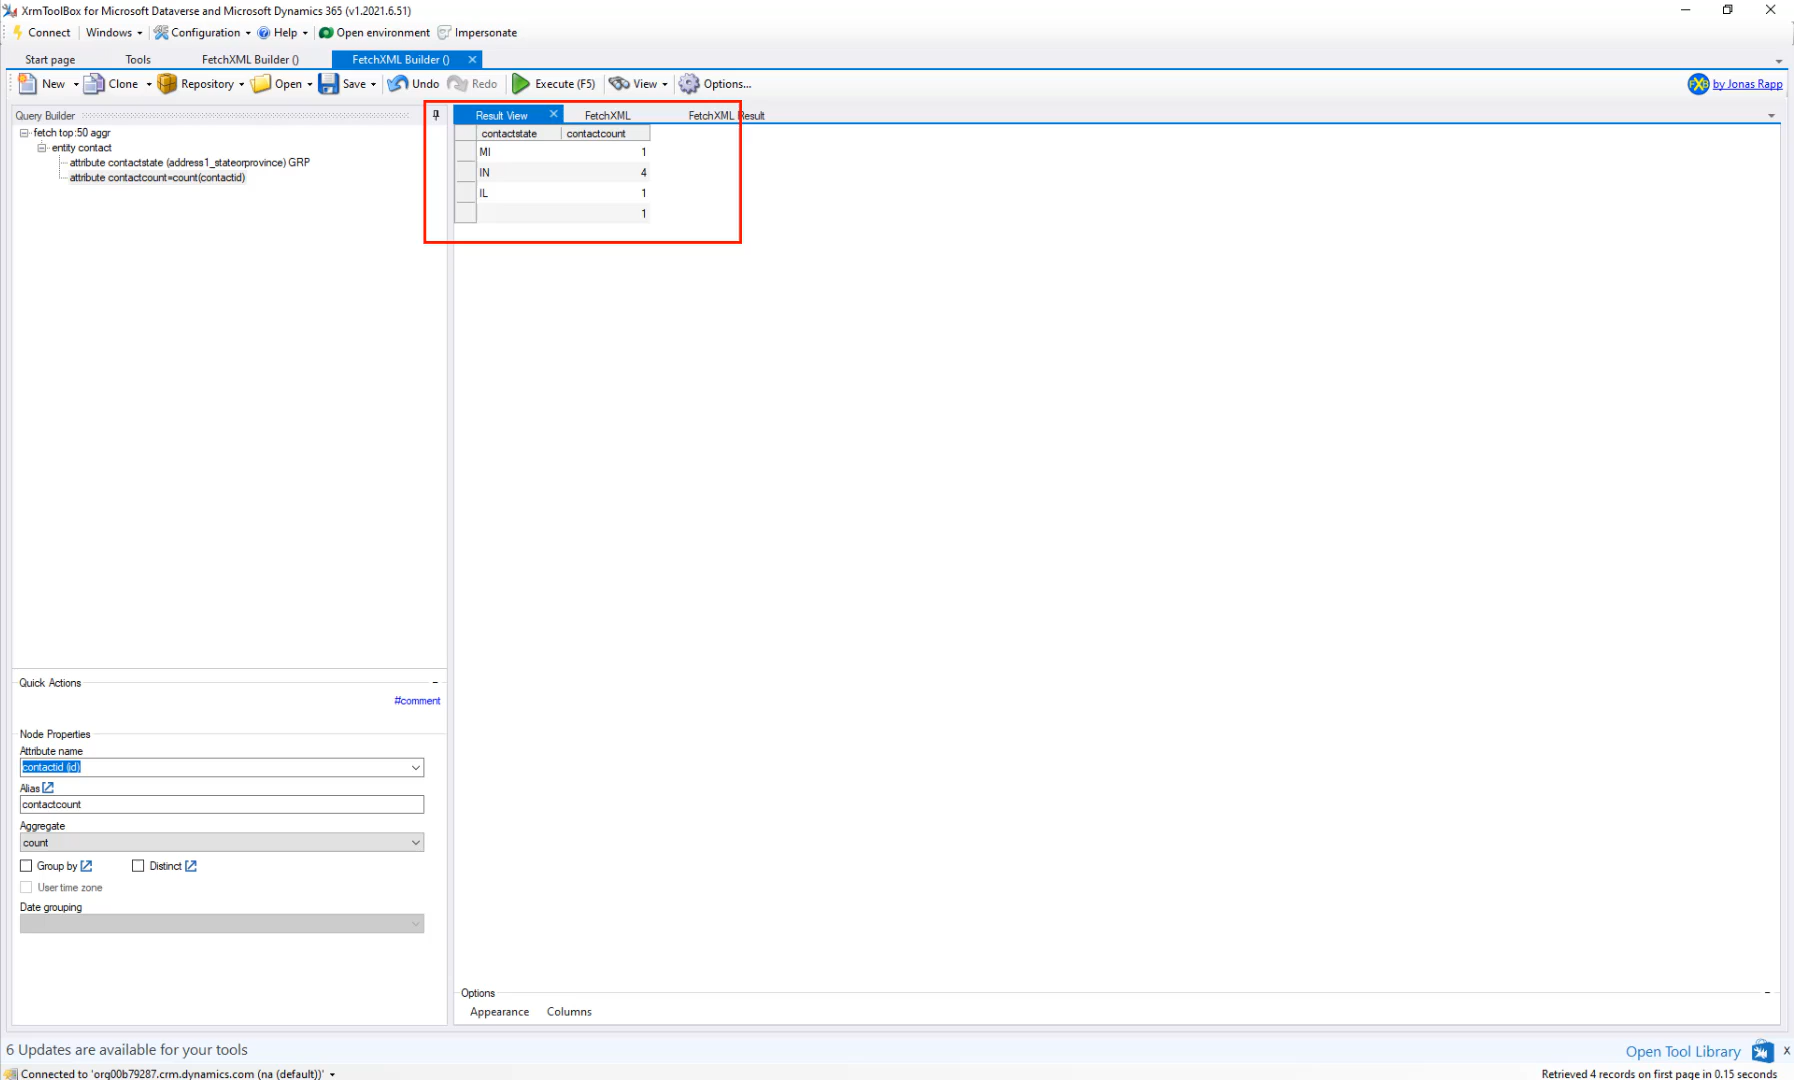 XrmToolBox for Microsoft Dataverse and Microsoft Dynamics 365 (v1.2021.6.51)
Connect Windows Configuration Help Open environment Impersonate
Start page Tools FetchXML Builder () FetchXML Builder ()
New Clone Repository Open Save Undo Redo Execute (F5) View Options... FXB by Jonas Rapp
Query Builder
fetch top:50 aggr
entity contact
attribute contactstate (address1_stateorprovince) GRP
attribute contactcount=count(contactid)
Result View FetchXML FetchXML Result
contactstate contactcount
MI 1
IN 4
IL 1
1
Quick Actions
#comment
Node Properties
Attribute name
contactid (id)
Alias
contactcount
Aggregate
count
Group by Distinct
User time zone
Date grouping
Options
Appearance Columns
6 Updates are available for your tools
Open Tool Library X
Connected to 'org00b79287.crm.dynamics.com (na (default))'
Retrieved 4 records on first page in 0.15 seconds